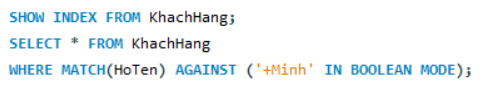 SHOW INDEX FROM KhachHang;
SELECT * FROM KhachHang
WHERE MATCH(HoTen) AGAINST ('+Minh' IN BOOLEAN MODE);